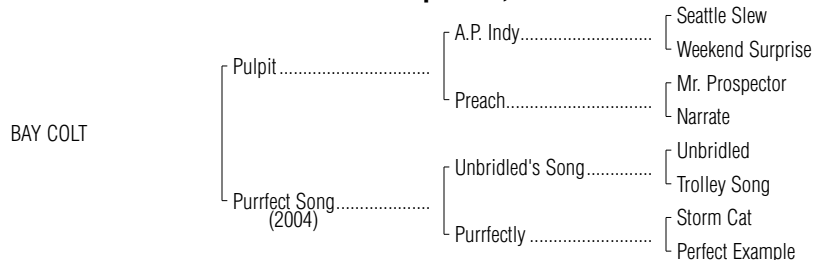 Seattle Slew
A.P. Indy..............................
Weekend Surprise
Pulpit ..............................
Mr. Prospector
Preach.................................
Narrate
BAY COLT
Unbridled
Unbridled's Song...............
Trolley Song
Purrfect Song....................
(2004)
Storm Cat
Purrfectly ............................
Perfect Example